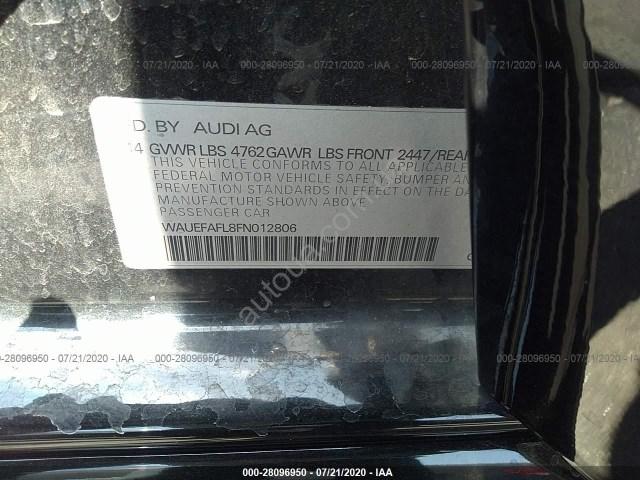 000-28096950 · 07/21/2020 · IAA
D. BY AUDI AG
14 GVWR LBS 4762 GAWR LBS FRONT 2447/REAR
THIS VEHICLE CONFORMS TO ALL APPLICABLE
FEDERAL MOTOR VEHICLE SAFETY, BUMPER AN
PREVENTION STANDARDS IN EFFECT ON THE DA
MANUFACTURE SHOWN ABOVE.
PASSENGER CAR
WAUEFAFL8FN012806
000-28096950 · 07/21/2020 · IAA
000-28096950 · 07/21/2020 · IAA